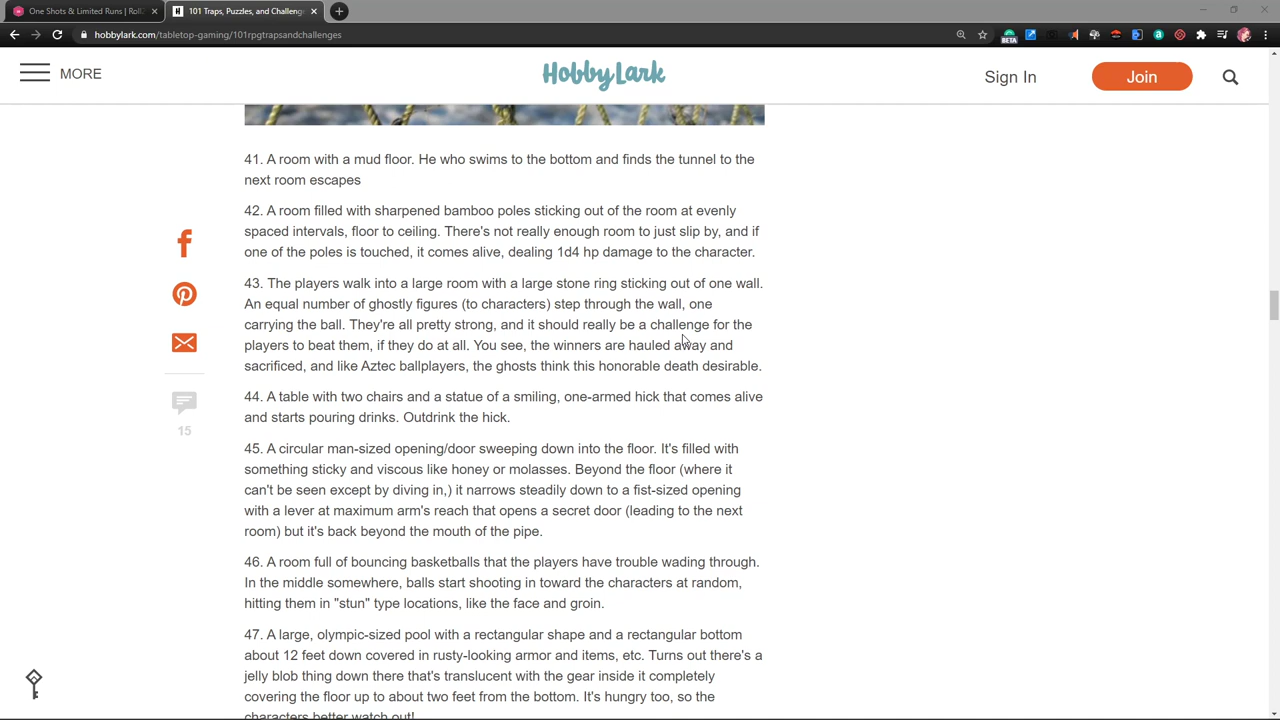 One Shots & Limited Runs | Roll
101 Traps, Puzzles, and Challeng
hobbylark.com/tabletop-gaming/101rpgtrapsandchallenges
BETA
MORE
HobbyLark
Sign In
Join
41. A room with a mud floor. He who swims to the bottom and finds the tunnel to the
next room escapes
42. A room filled with sharpened bamboo poles sticking out of the room at evenly
spaced intervals, floor to ceiling. There's not really enough room to just slip by, and if
one of the poles is touched, it comes alive, dealing 1d4 hp damage to the character.
43. The players walk into a large room with a large stone ring sticking out of one wall.
An equal number of ghostly figures (to characters) step through the wall, one
carrying the ball. They're all pretty strong, and it should really be a challenge for the
players to beat them, if they do at all. You see, the winners are hauled away and
sacrificed, and like Aztec ballplayers, the ghosts think this honorable death desirable.
44. A table with two chairs and a statue of a smiling, one-armed hick that comes alive
and starts pouring drinks. Outdrink the hick.
15
45. A circular man-sized opening/door sweeping down into the floor. It's filled with
something sticky and viscous like honey or molasses. Beyond the floor (where it
can't be seen except by diving in,) it narrows steadily down to a fist-sized opening
with a lever at maximum arm's reach that opens a secret door (leading to the next
room) but it's back beyond the mouth of the pipe.
46. A room full of bouncing basketballs that the players have trouble wading through.
In the middle somewhere, balls start shooting in toward the characters at random,
hitting them in "stun" type locations, like the face and groin.
47. A large, olympic-sized pool with a rectangular shape and a rectangular bottom
about 12 feet down covered in rusty-looking armor and items, etc. Turns out there's a
jelly blob thing down there that's translucent with the gear inside it completely
covering the floor up to about two feet from the bottom. It's hungry too, so the
characters better watch out!